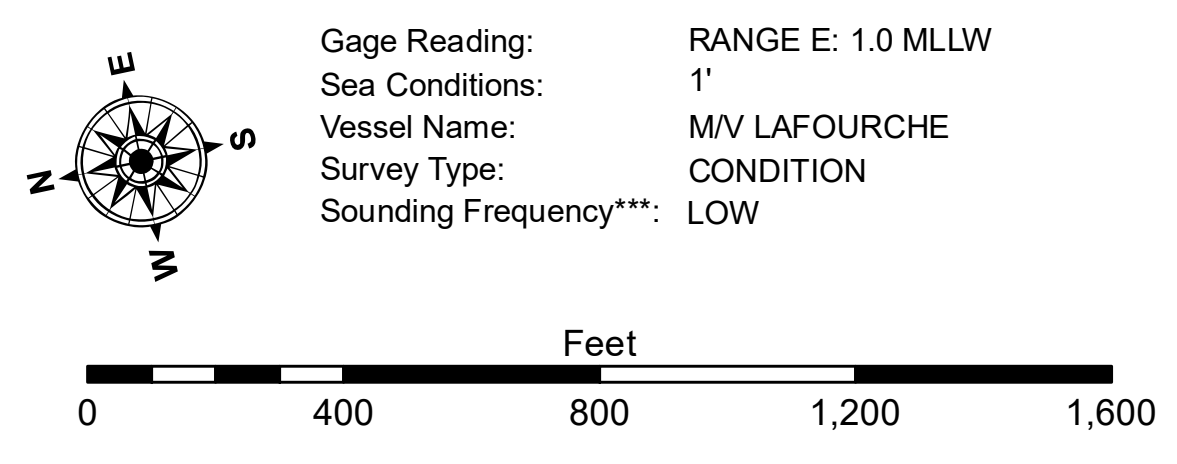 E
S
N
W
Gage Reading: RANGE E: 1.0 MLLW
Sea Conditions: 1'
Vessel Name: M/V LAFOURCHE
Survey Type: CONDITION
Sounding Frequency***: LOW
Feet
0 400 800 1,200 1,600